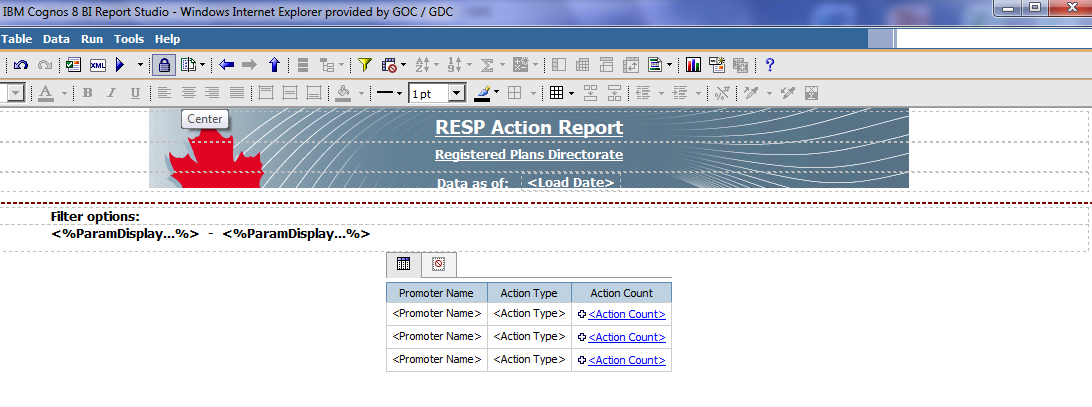 IBM Cognos 8 BI Report Studio - Windows Internet Explorer provided by GOC / GDC
Table Data Run Tools Help
XML ?
A B I U 1 pt
Center
RESP Action Report
Registered Plans Directorate
Data as of: <Load Date>
Filter options:
<%ParamDisplay...%> - <%ParamDisplay...%>
Promoter Name Action Type Action Count
<Promoter Name> <Action Type> <Action Count>
<Promoter Name> <Action Type> <Action Count>
<Promoter Name> <Action Type> <Action Count>